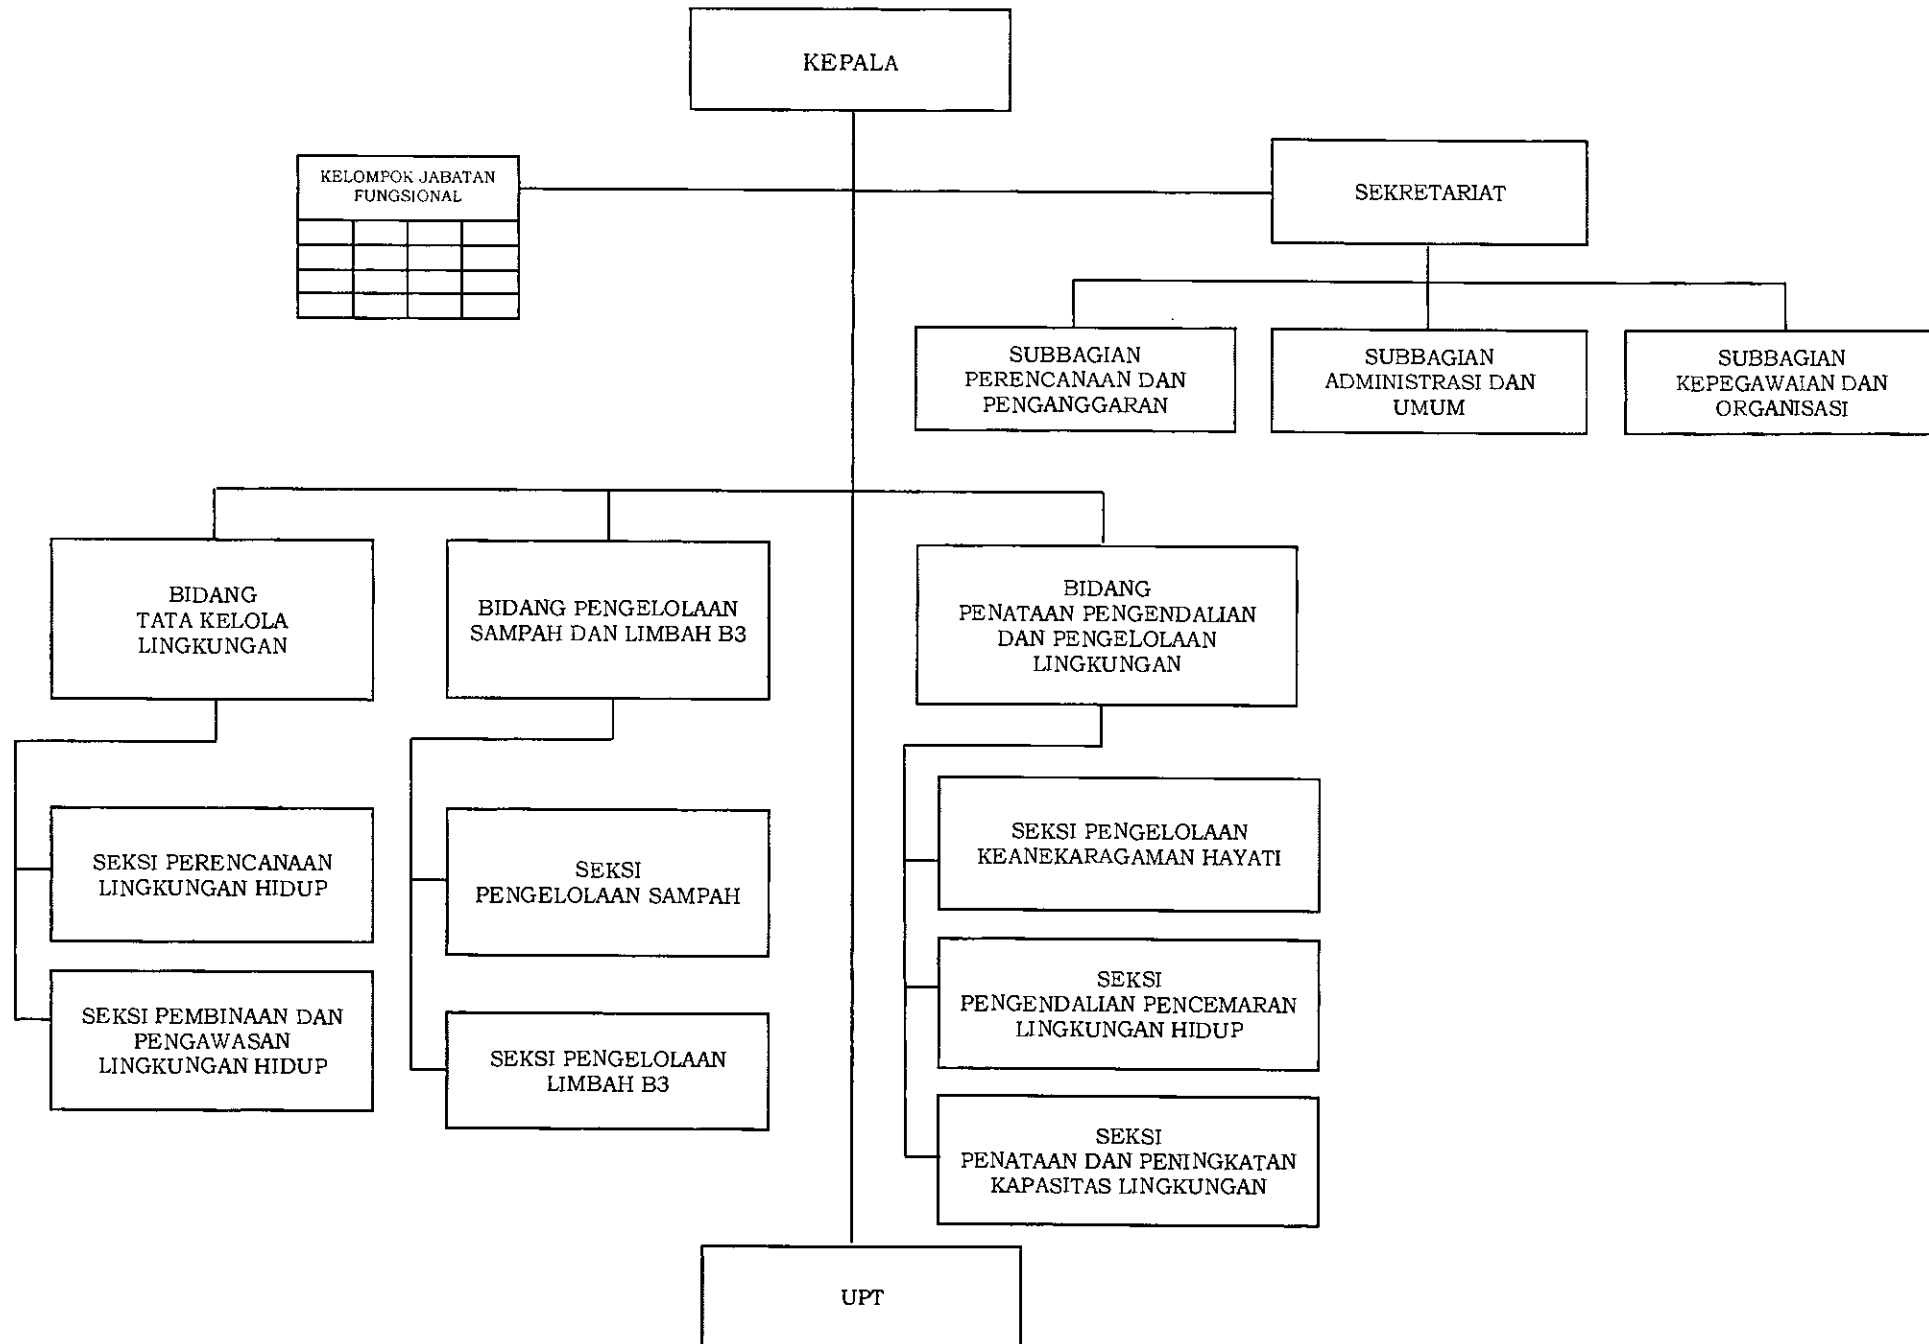 KEPALA
KELOMPOK JABATAN
FUNGSIONAL
SEKRETARIAT
SUBBAGIAN
PERENCANAAN DAN
PENGANGGARAN
SUBBAGIAN
ADMINISTRASI DAN
UMUM
SUBBAGIAN
KEPEGAWAIAN DAN
ORGANISASI
BIDANG
TATA KELOLA
LINGKUNGAN
BIDANG PENGELOLAAN
SAMPAH DAN LIMBAH B3
BIDANG
PENATAAN PENGENDALIAN
DAN PENGELOLAAN
LINGKUNGAN
SEKSI PERENCANAAN
LINGKUNGAN HIDUP
SEKSI PEMBINAAN DAN
PENGAWASAN
LINGKUNGAN HIDUP
SEKSI
PENGELOLAAN SAMPAH
SEKSI PENGELOLAAN
LIMBAH B3
SEKSI PENGELOLAAN
KEANEKARAGAMAN HAYATI
SEKSI
PENGENDALIAN PENCEMARAN
LINGKUNGAN HIDUP
SEKSI
PENATAAN DAN PENINGKATAN
KAPASITAS LINGKUNGAN
UPT